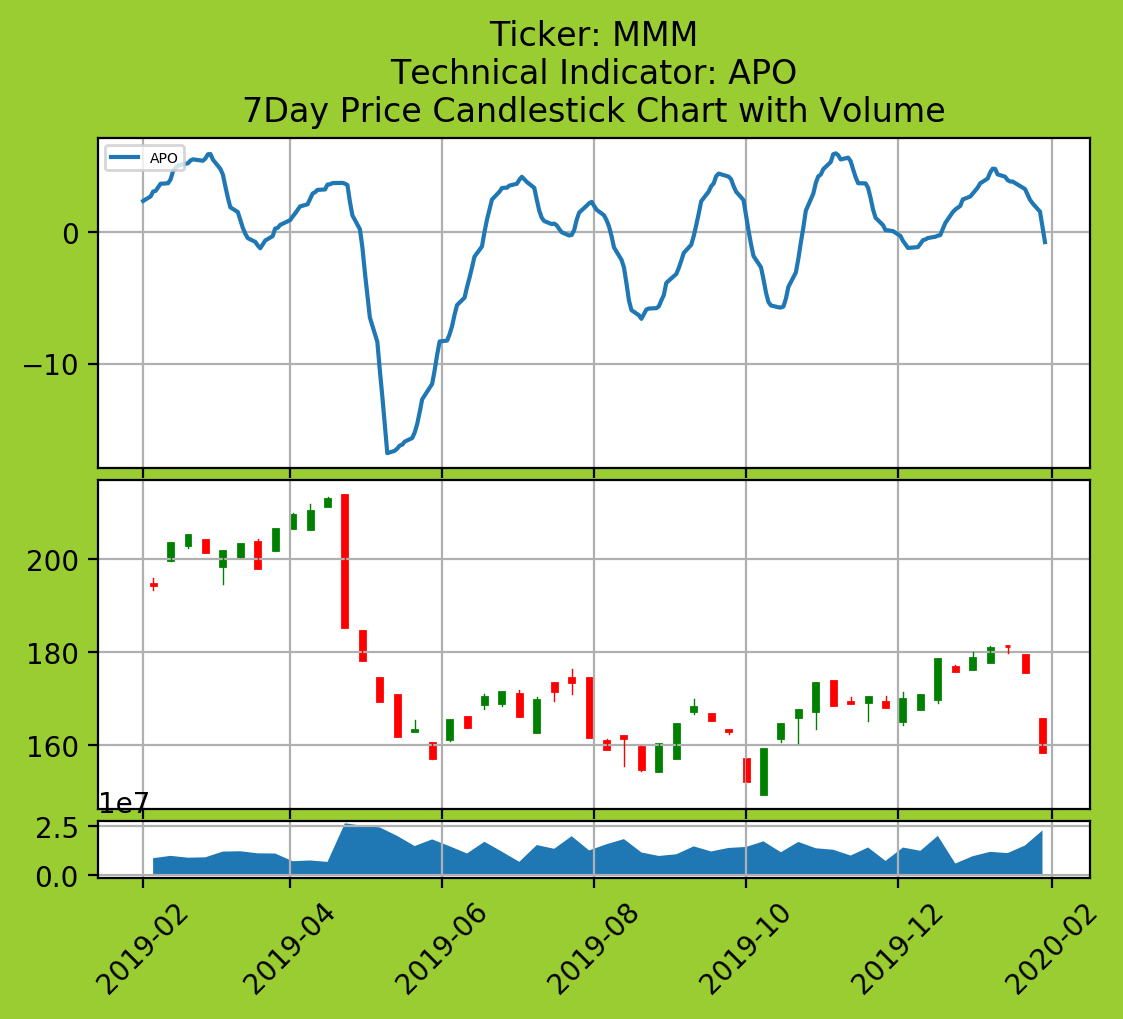 Ticker: MMM
Technical Indicator: APO
7Day Price Candlestick Chart with Volume
APO
0
−10
200
180
160
1e7
2.5
0.0
2019-02
2019-04
2019-06
2019-08
2019-10
2019-12
2020-02